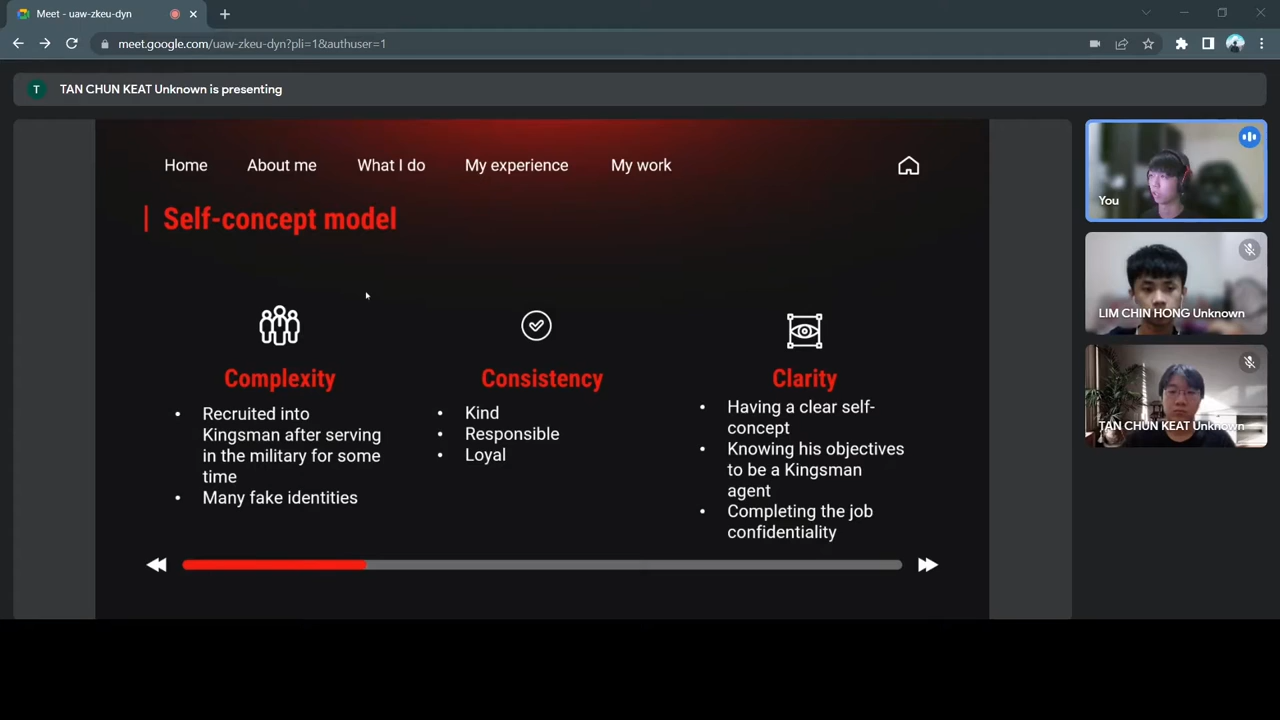 Meet - uaw-zkeu-dyn
meet.google.com/uaw-zkeu-dyn?pli=1&authuser=1
T TAN CHUN KEAT Unknown is presenting
Home About me What I do My experience My work
Self-concept model
Complexity
• Recruited into
Kingsman after serving
in the military for some
time
• Many fake identities
Consistency
• Kind
• Responsible
• Loyal
Clarity
• Having a clear self-
concept
• Knowing his objectives
to be a Kingsman
agent
• Completing the job
confidentiality
You
LIM CHIN HONG Unknown
TAN CHUN KEAT Unknown